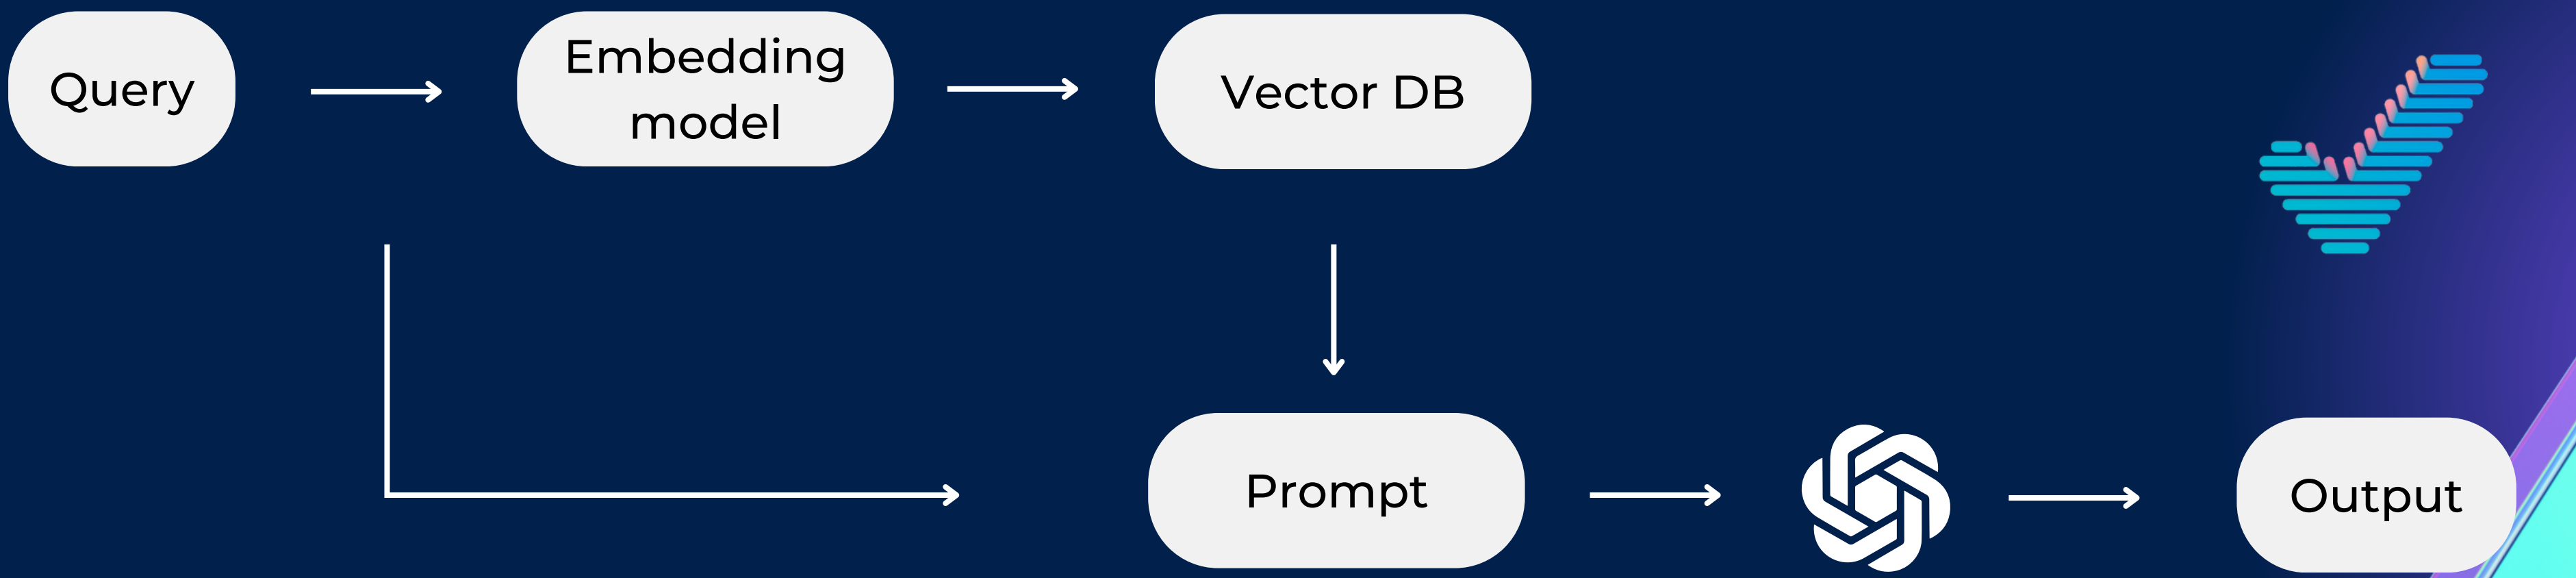 Query
Embedding
model
Vector DB
Prompt
Output